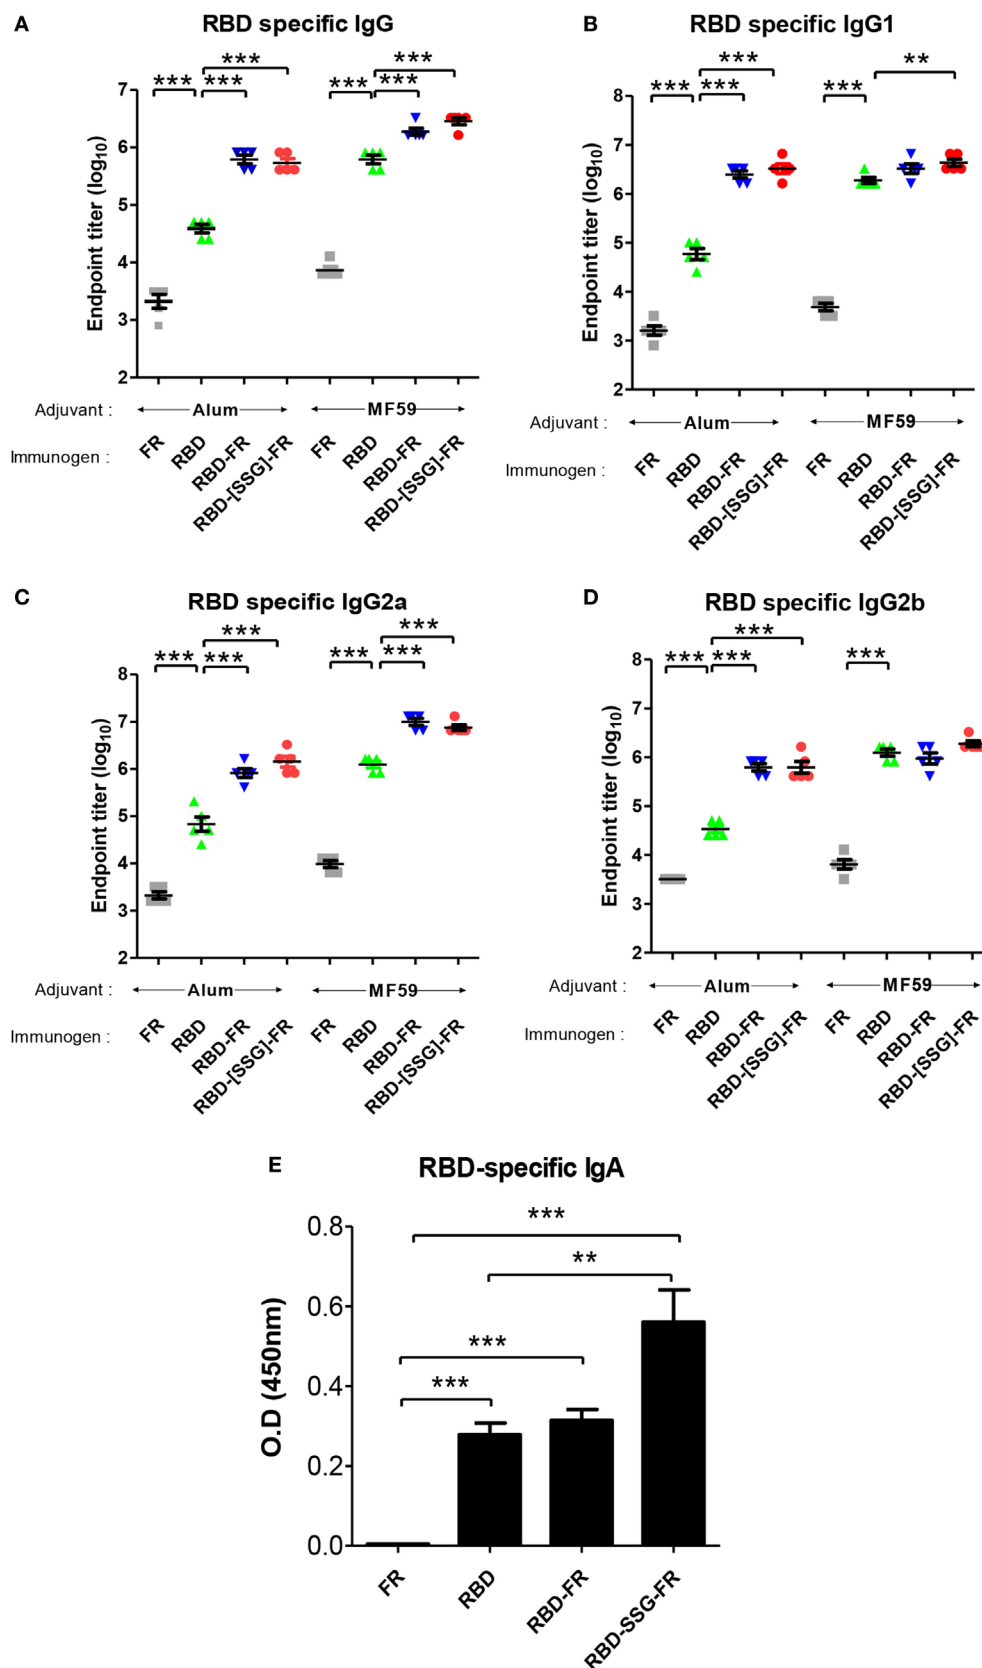 A
RBD specific IgG
*** *** *** *** *** ***
Endpoint titer (log10)
7
6
5
4
3
2
Adjuvant : Alum MF59
Immunogen : FR RBD RBD-FR RBD-[SSG]-FR FR RBD RBD-FR RBD-[SSG]-FR
B
RBD specific IgG1
*** *** *** *** **
Endpoint titer (log10)
8
7
6
5
4
3
2
Adjuvant : Alum MF59
Immunogen : FR RBD RBD-FR RBD-[SSG]-FR FR RBD RBD-FR RBD-[SSG]-FR
C
RBD specific IgG2a
*** *** *** *** *** ***
Endpoint titer (log10)
8
7
6
5
4
3
2
Adjuvant : Alum MF59
Immunogen : FR RBD RBD-FR RBD-[SSG]-FR FR RBD RBD-FR RBD-[SSG]-FR
D
RBD specific IgG2b
*** *** *** ***
Endpoint titer (log10)
8
7
6
5
4
3
2
Adjuvant : Alum MF59
Immunogen : FR RBD RBD-FR RBD-[SSG]-FR FR RBD RBD-FR RBD-[SSG]-FR
E
RBD-specific IgA
***
**
***
***
O.D (450nm)
0.8
0.6
0.4
0.2
0.0
FR RBD RBD-FR RBD-SSG-FR